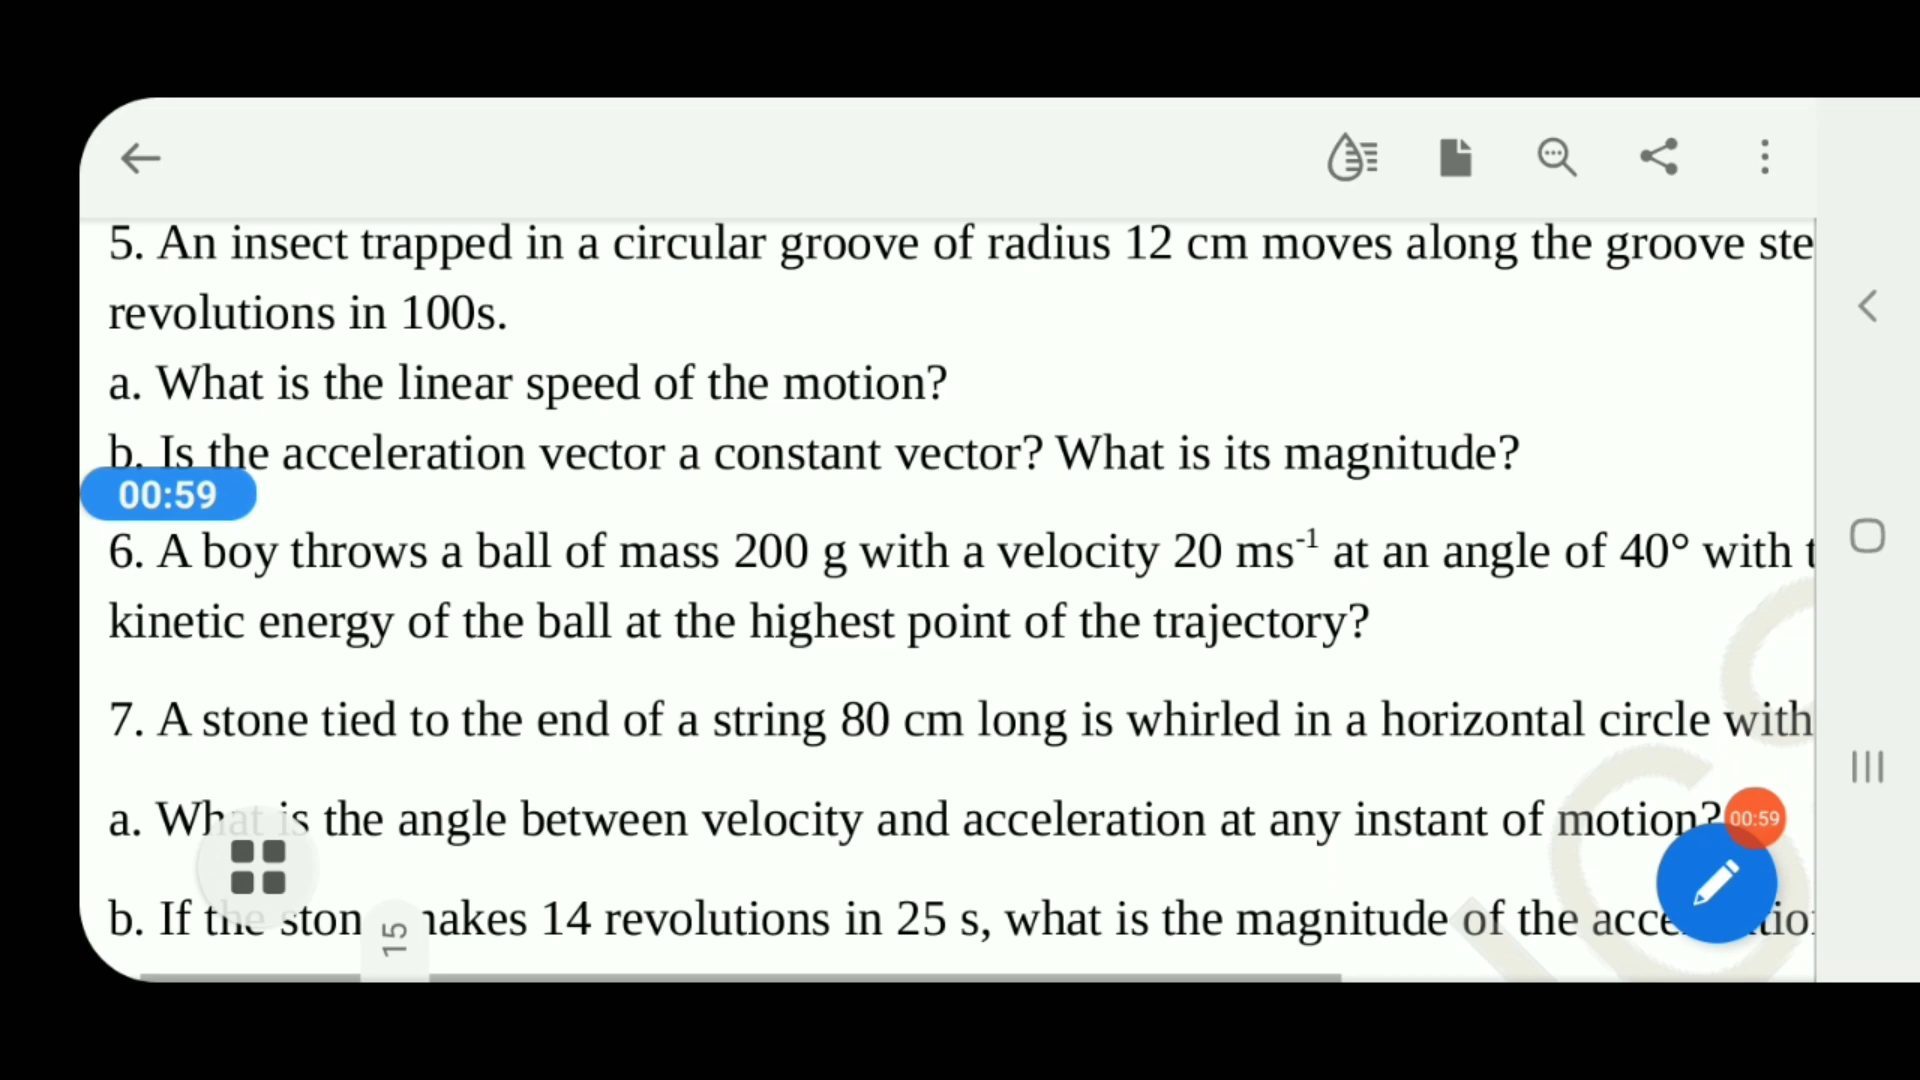 5. An insect trapped in a circular groove of radius 12 cm moves along the groove ste
revolutions in 100s.
a. What is the linear speed of the motion?
b. Is the acceleration vector a constant vector? What is its magnitude?
00:59
6. A boy throws a ball of mass 200 g with a velocity 20 ms⁻¹ at an angle of 40° with t
kinetic energy of the ball at the highest point of the trajectory?
7. A stone tied to the end of a string 80 cm long is whirled in a horizontal circle with
a. What is the angle between velocity and acceleration at any instant of motion?
00:59
b. If the ston akes 14 revolutions in 25 s, what is the magnitude of the acce tio
15